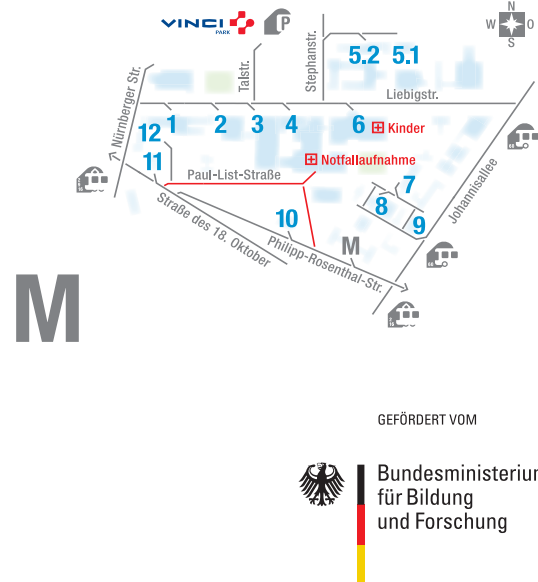 VINCI
PARK
P
N
W O
S
Nürnberger Str.
Talstr.
Stephanstr.
5.2 5.1
Liebigstr.
12 1 2 3 4 6
Kinder
11
Notfallaufnahme
Paul-List-Straße
Johannisallee
7
8
9
10
Straße des 18. Oktober
M
Philipp-Rosenthal-Str.
M
GEFÖRDERT VOM
Bundesministerium
für Bildung
und Forschung